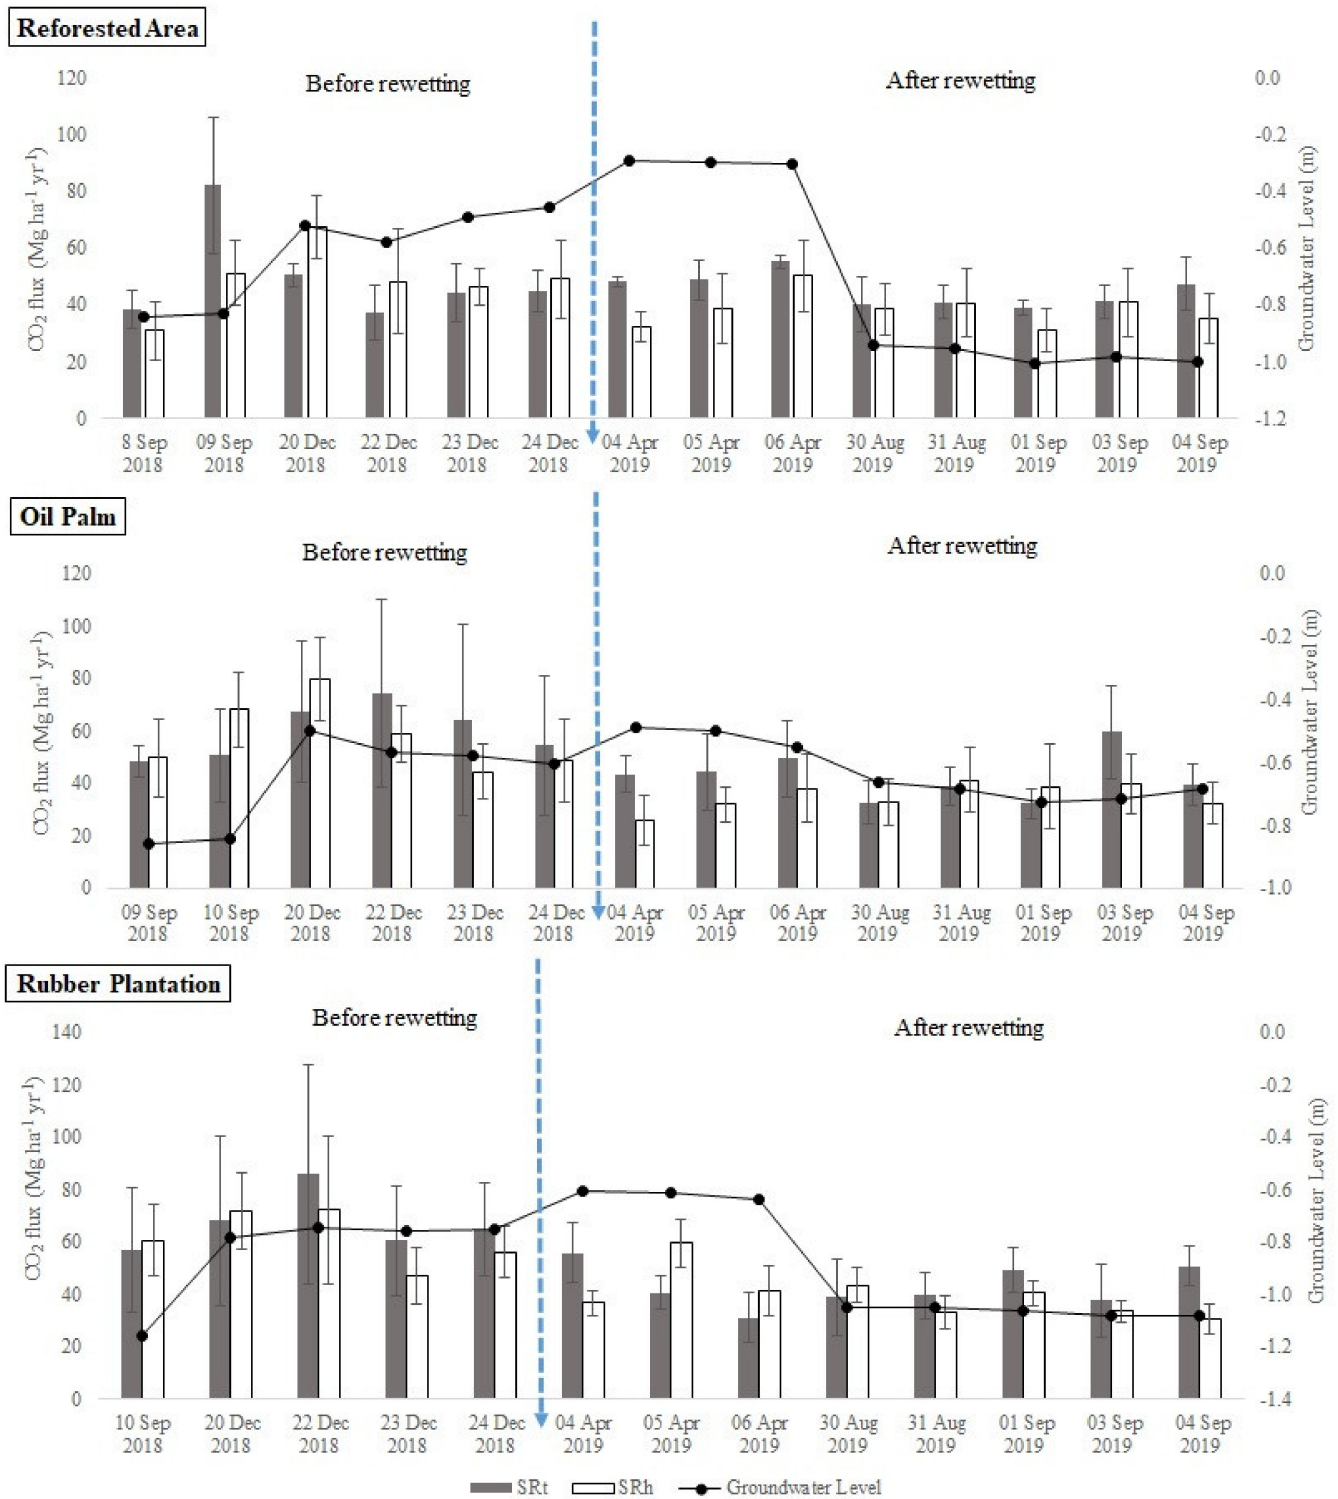 Reforested Area
Before rewetting
After rewetting
120
100
80
60
40
20
0
CO2 flux (Mg ha-1 yr-1)
0.0
-0.2
-0.4
-0.6
-0.8
-1.0
-1.2
Groundwater Level (m)
8 Sep 2018
09 Sep 2018
20 Dec 2018
22 Dec 2018
23 Dec 2018
24 Dec 2018
04 Apr 2019
05 Apr 2019
06 Apr 2019
30 Aug 2019
31 Aug 2019
01 Sep 2019
03 Sep 2019
04 Sep 2019
Oil Palm
Before rewetting
After rewetting
120
100
80
60
40
20
0
CO2 flux (Mg ha-1 yr-1)
0.0
-0.2
-0.4
-0.6
-0.8
-1.0
Groundwater Level (m)
09 Sep 2018
10 Sep 2018
20 Dec 2018
22 Dec 2018
23 Dec 2018
24 Dec 2018
04 Apr 2019
05 Apr 2019
06 Apr 2019
30 Aug 2019
31 Aug 2019
01 Sep 2019
03 Sep 2019
04 Sep 2019
Rubber Plantation
Before rewetting
After rewetting
140
120
100
80
60
40
20
0
CO2 flux (Mg ha-1 yr-1)
0.0
-0.2
-0.4
-0.6
-0.8
-1.0
-1.2
-1.4
Groundwater Level (m)
10 Sep 2018
20 Dec 2018
22 Dec 2018
23 Dec 2018
24 Dec 2018
04 Apr 2019
05 Apr 2019
06 Apr 2019
30 Aug 2019
31 Aug 2019
01 Sep 2019
03 Sep 2019
04 Sep 2019
SRt SRh Groundwater Level